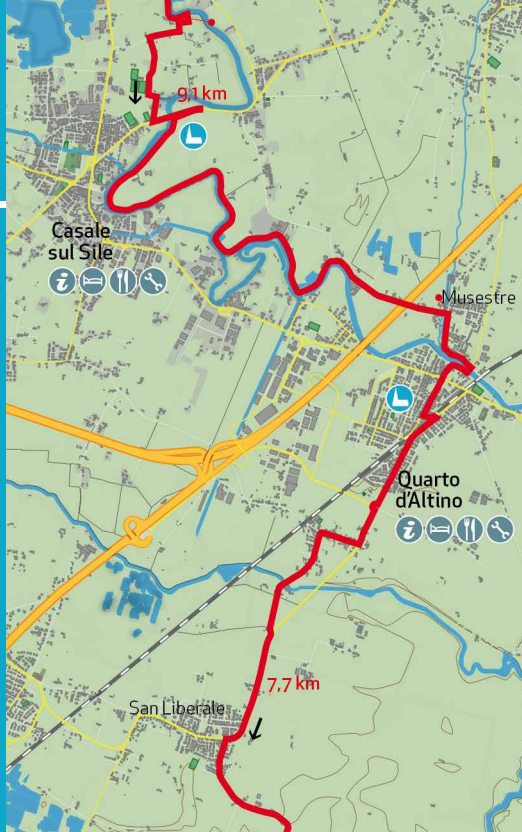 9,1 km
Casale
sul Sile
Musestre
Quarto
d'Altino
7,7 km
San Liberale